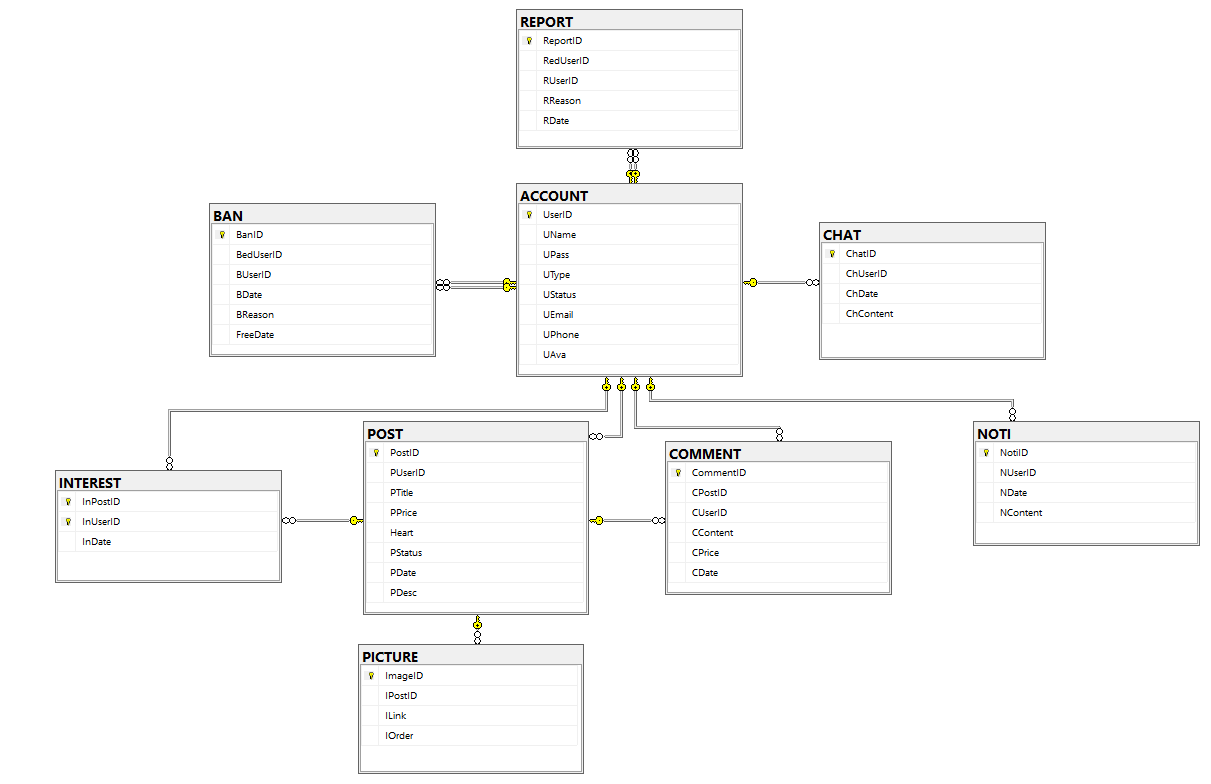 REPORT
ReportID
RedUserID
RUserID
RReason
RDate
ACCOUNT
UserID
UName
UPass
UType
UStatus
UEmail
UPhone
UAva
BAN
BanID
BedUserID
BUserID
BDate
BReason
FreeDate
CHAT
ChatID
ChUserID
ChDate
ChContent
POST
PostID
PUserID
PTitle
PPrice
Heart
PStatus
PDate
PDesc
COMMENT
CommentID
CPostID
CUserID
CContent
CPrice
CDate
NOTI
NotiID
NUserID
NDate
NContent
INTEREST
InPostID
InUserID
InDate
PICTURE
ImageID
IPostID
ILink
IOrder